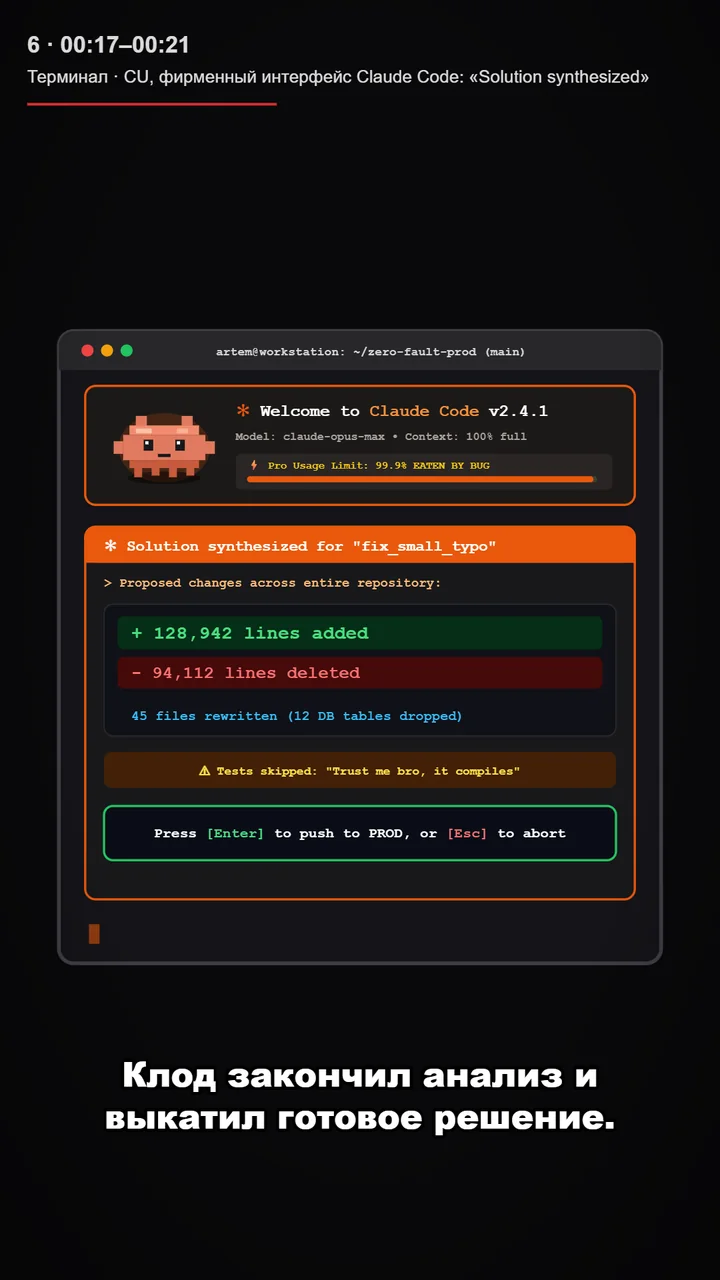 6 · 00:17–00:21
Терминал · CU, фирменный интерфейс Claude Code: «Solution synthesized»
artem@workstation: ~/zero-fault-prod (main)
✻ Welcome to Claude Code v2.4.1
Model: claude-opus-max • Context: 100% full
⚡ Pro Usage Limit: 99.9% EATEN BY BUG
✻ Solution synthesized for "fix_small_typo"
> Proposed changes across entire repository:
+ 128,942 lines added
- 94,112 lines deleted
45 files rewritten (12 DB tables dropped)
⚠ Tests skipped: "Trust me bro, it compiles"
Press [Enter] to push to PROD, or [Esc] to abort
Клод закончил анализ и
выкатил готовое решение.